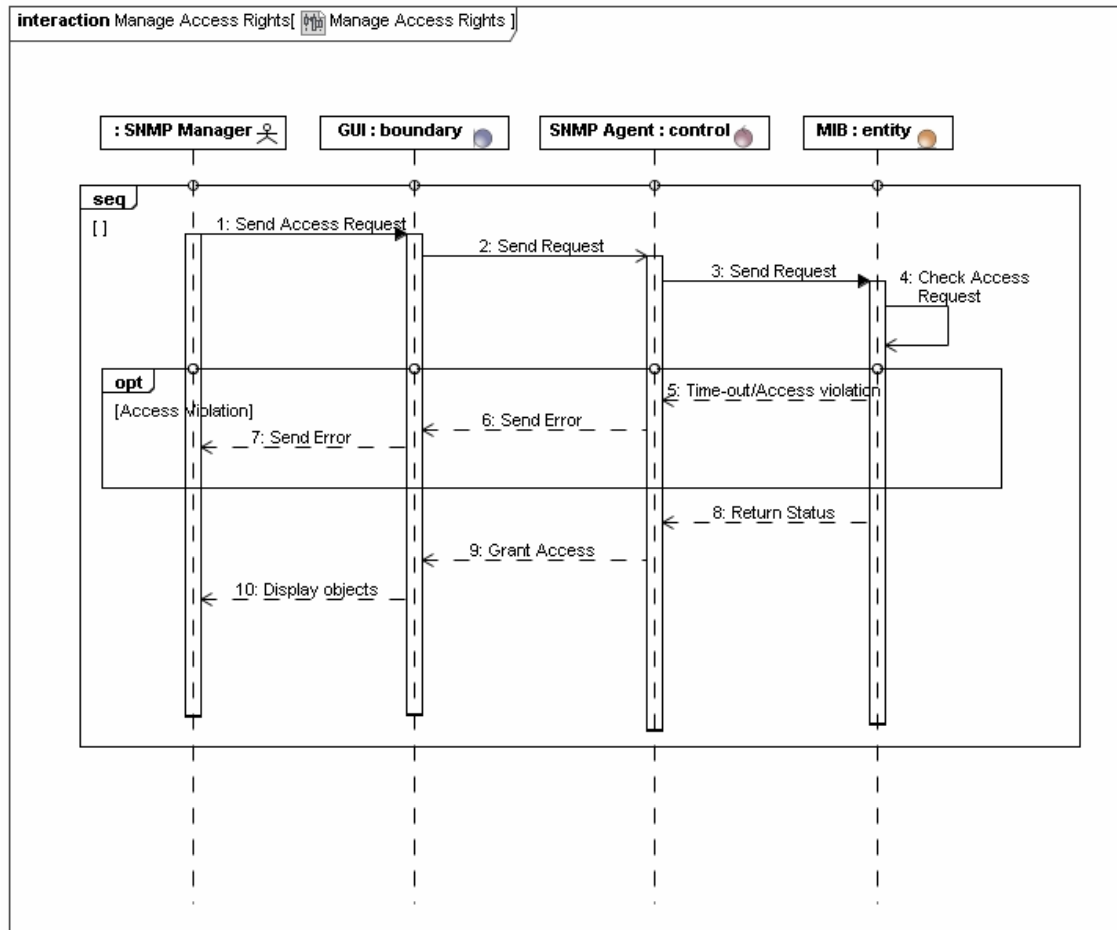 interaction Manage Access Rights[ Manage Access Rights ]
: SNMP Manager
GUI : boundary
SNMP Agent : control
MIB : entity
seq
[ ]
1: Send Access Request
2: Send Request
3: Send Request
4: Check Access
Request
opt
[Access Violation]
5: Time-out/Access violation
6: Send Error
7: Send Error
8: Return Status
9: Grant Access
10: Display objects